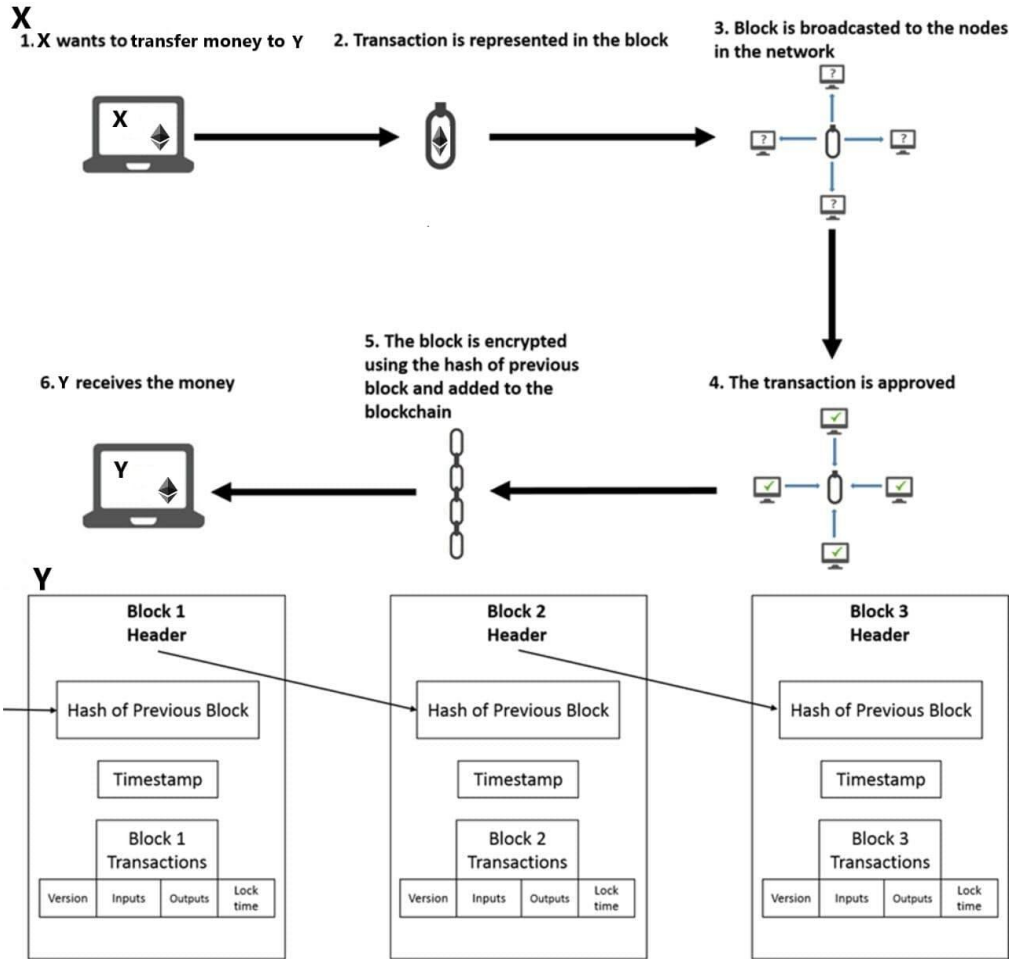 X
1. X wants to transfer money to Y
2. Transaction is represented in the block
3. Block is broadcasted to the nodes
in the network
X
?
?
?
?
4. The transaction is approved
5. The block is encrypted
using the hash of previous
block and added to the
blockchain
6. Y receives the money
Y
Y
Block 1
Header
Hash of Previous Block
Timestamp
Block 1
Transactions
Version Inputs Outputs Lock
time
Block 2
Header
Hash of Previous Block
Timestamp
Block 2
Transactions
Version Inputs Outputs Lock
time
Block 3
Header
Hash of Previous Block
Timestamp
Block 3
Transactions
Version Inputs Outputs Lock
time